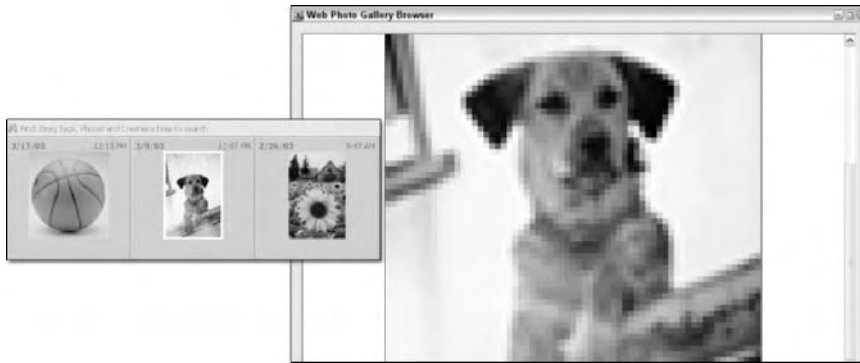 Web Photo Gallery Browser
Find: Drag Tags, Photos and Creations here to search
3/17/03 12:13 PM 3/9/03 12:07 PM 2/26/03 9:47 AM